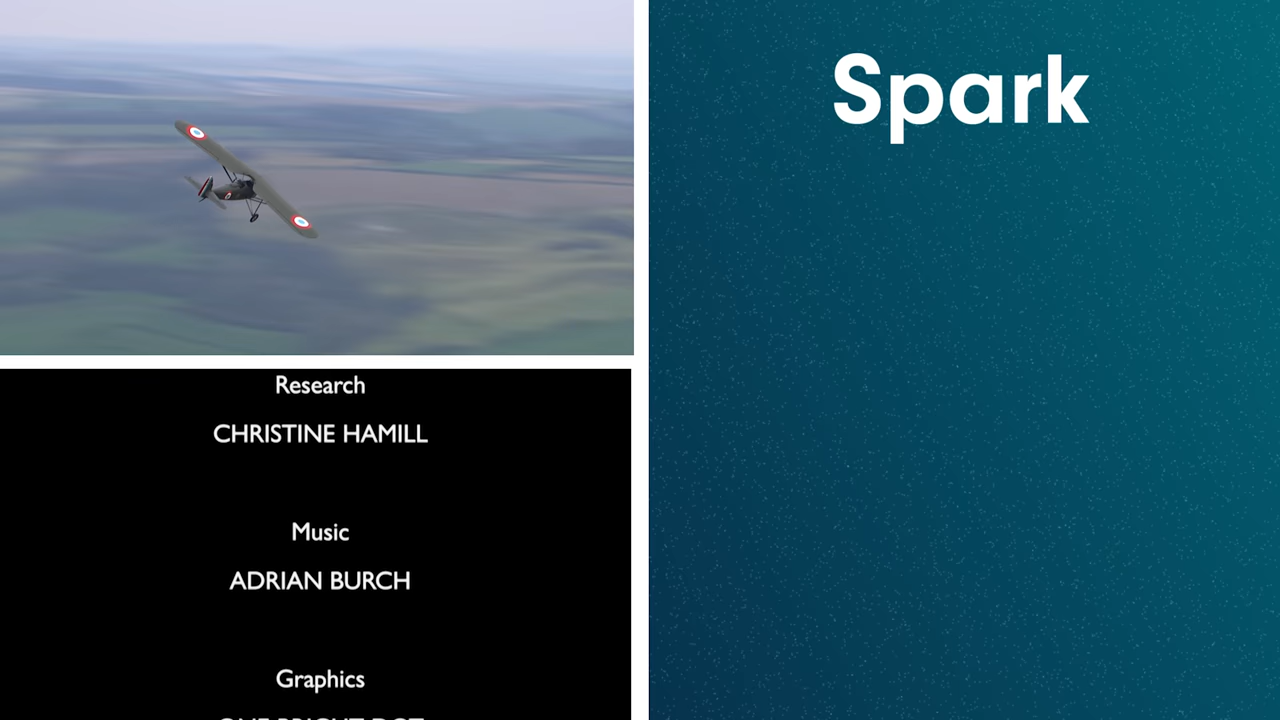 Spark
Research
CHRISTINE HAMILL
Music
ADRIAN BURCH
Graphics